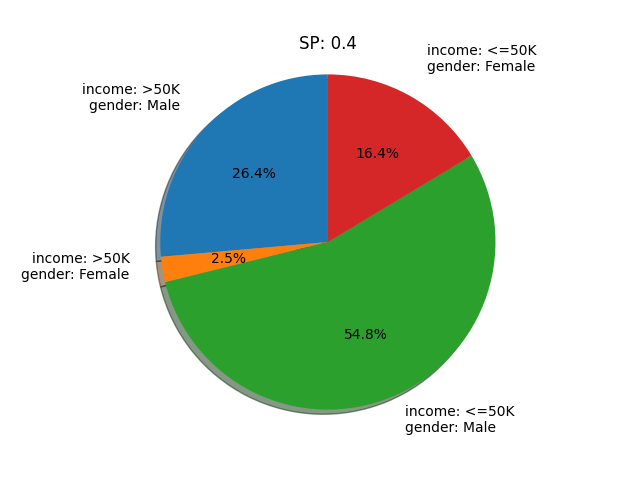 SP: 0.4
income: <=50K
gender: Female
income: >50K
gender: Male
16.4%
26.4%
income: >50K
gender: Female
2.5%
54.8%
income: <=50K
gender: Male